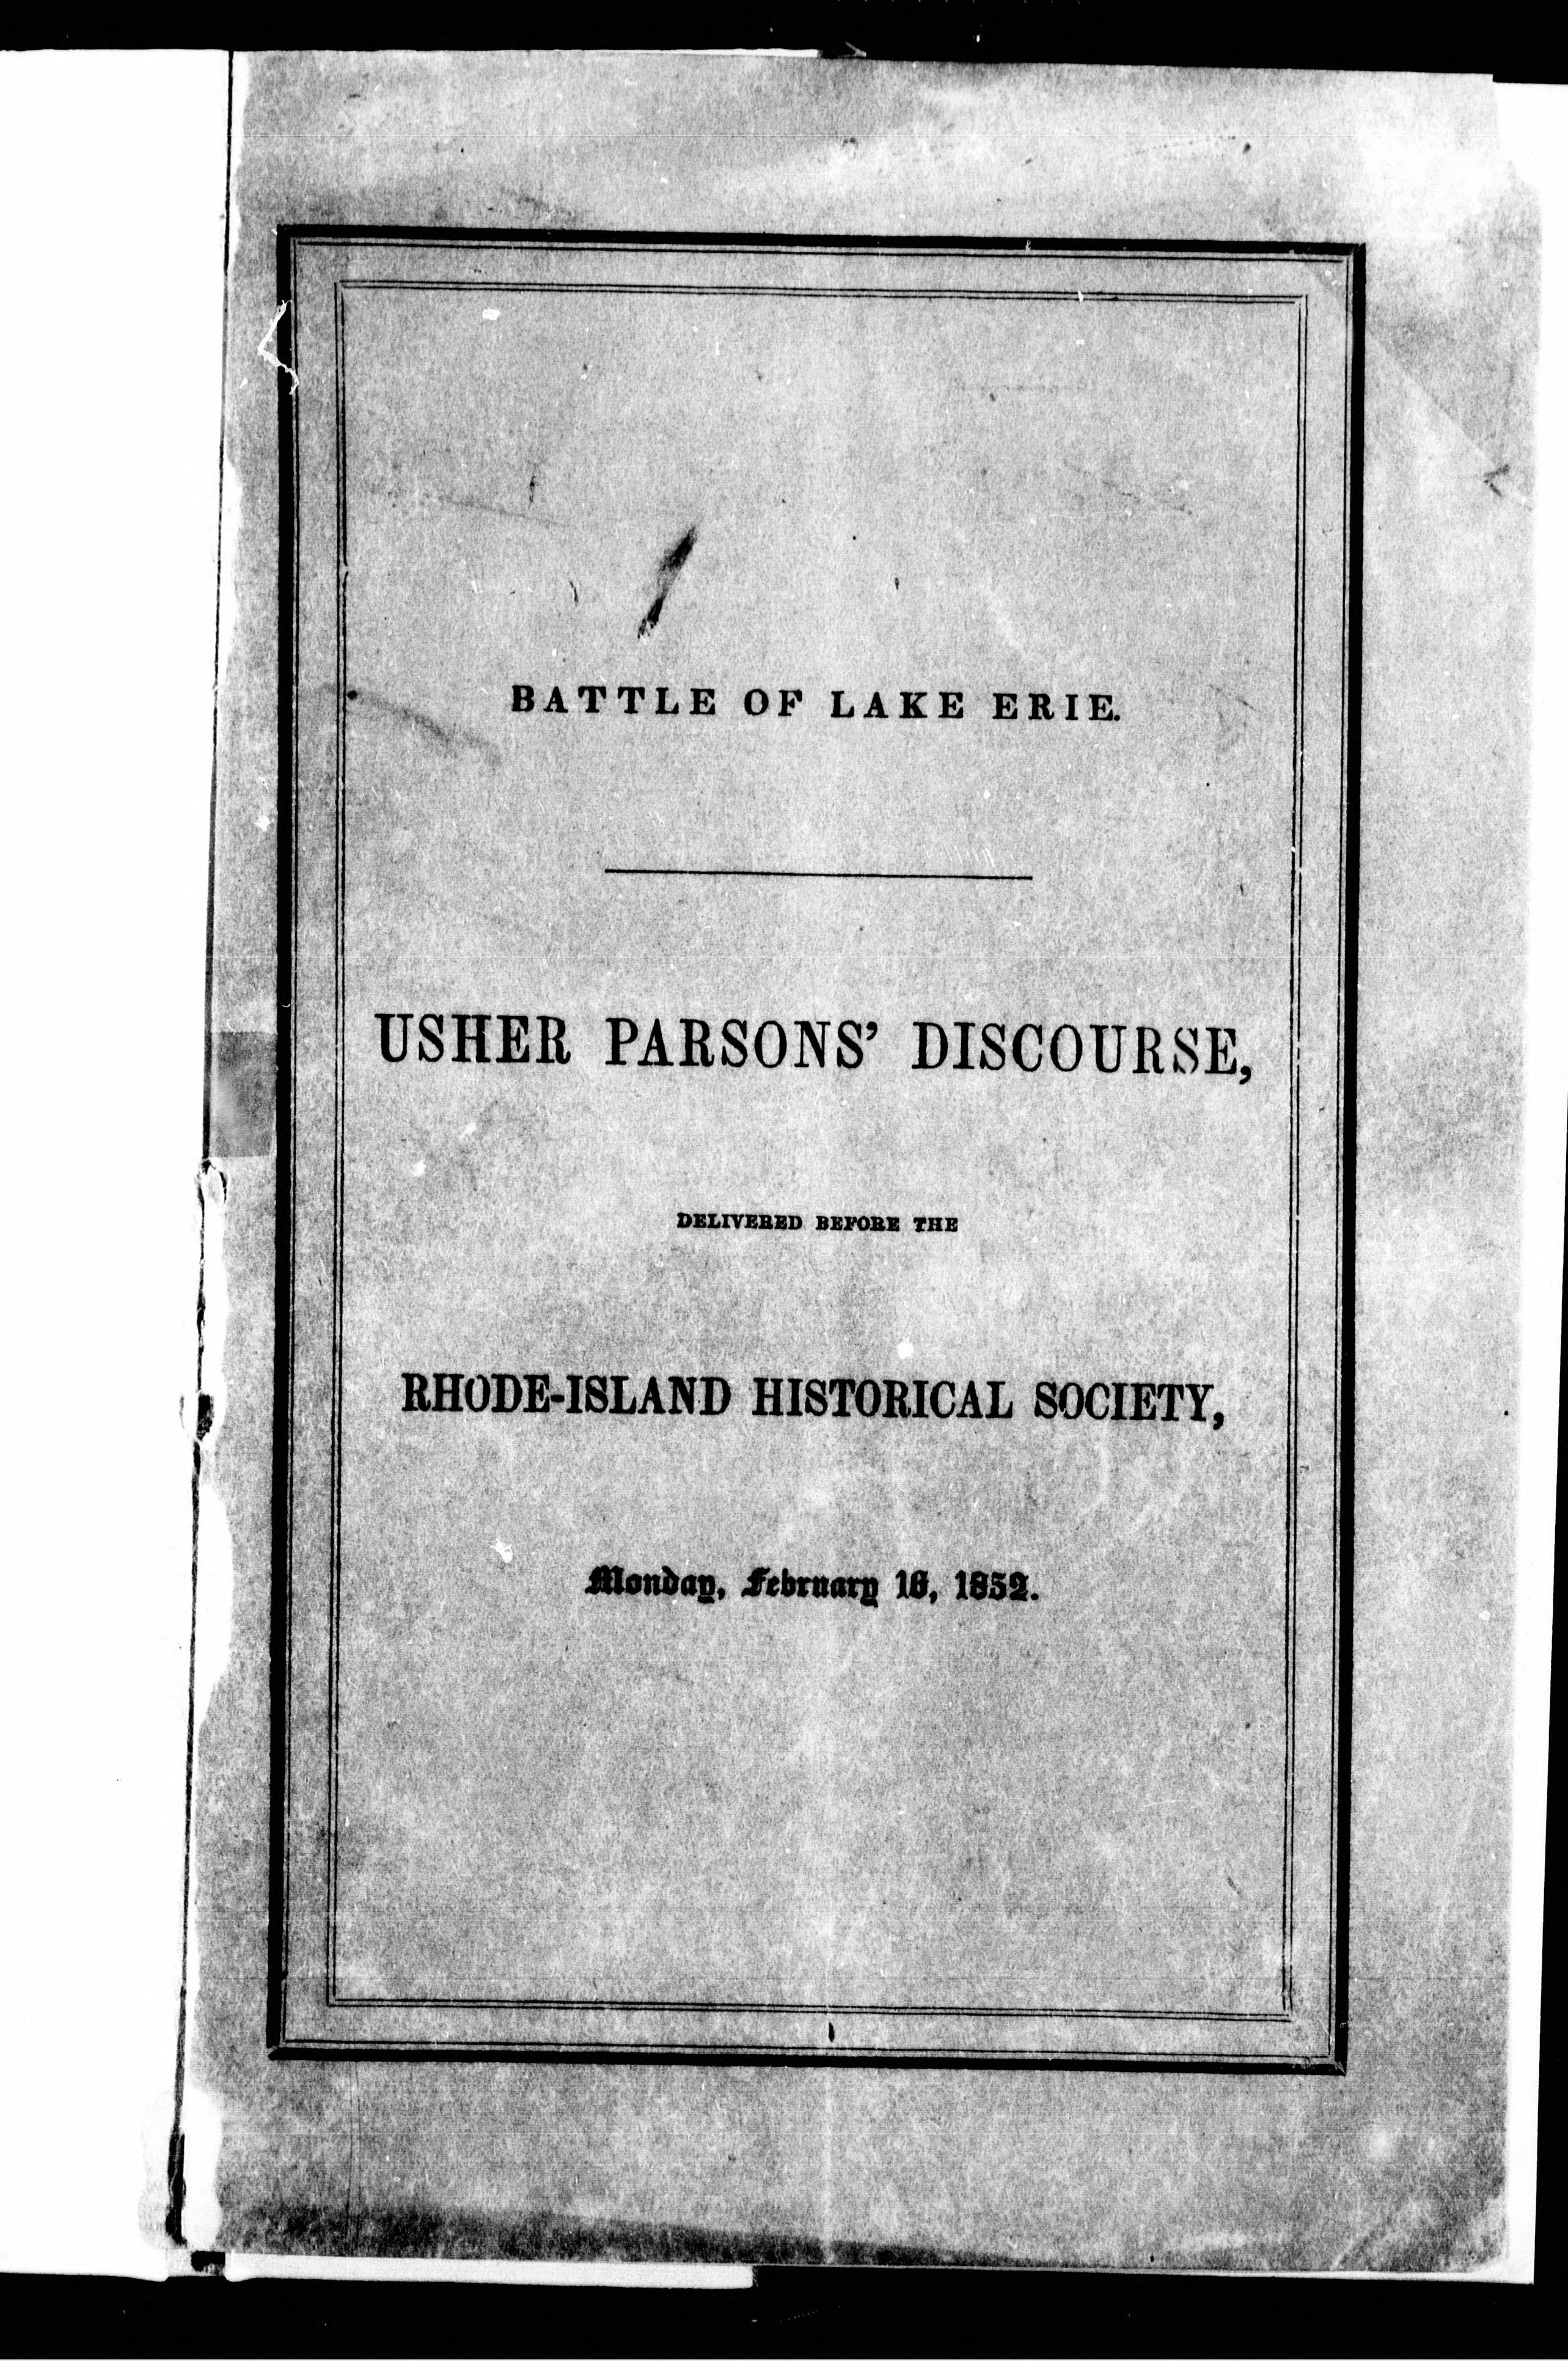 BATTLE OF LAKE ERIE.
USHER PARSONS' DISCOURSE,
DELIVERED BEFORE THE
RHODE-ISLAND HISTORICAL SOCIETY,
Monday, February 16, 1852.